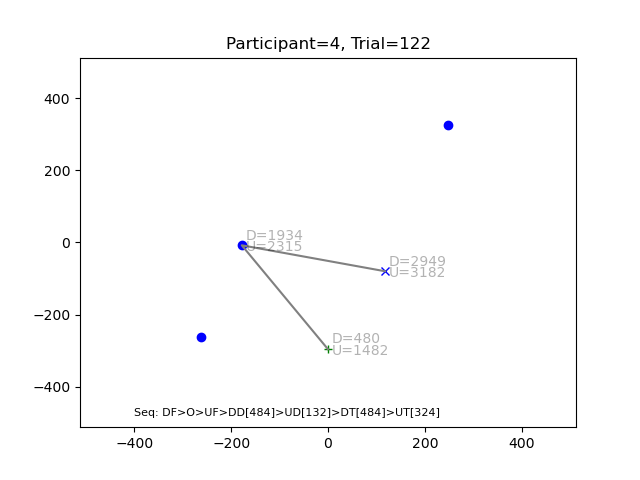 Participant=4, Trial=122
400
200
0
−200
−400
D=1934
U=2315
D=2949
U=3182
D=480
U=1482
Seq: DF>O>UF>DD[484]>UD[132]>DT[484]>UT[324]
−400 −200 0 200 400